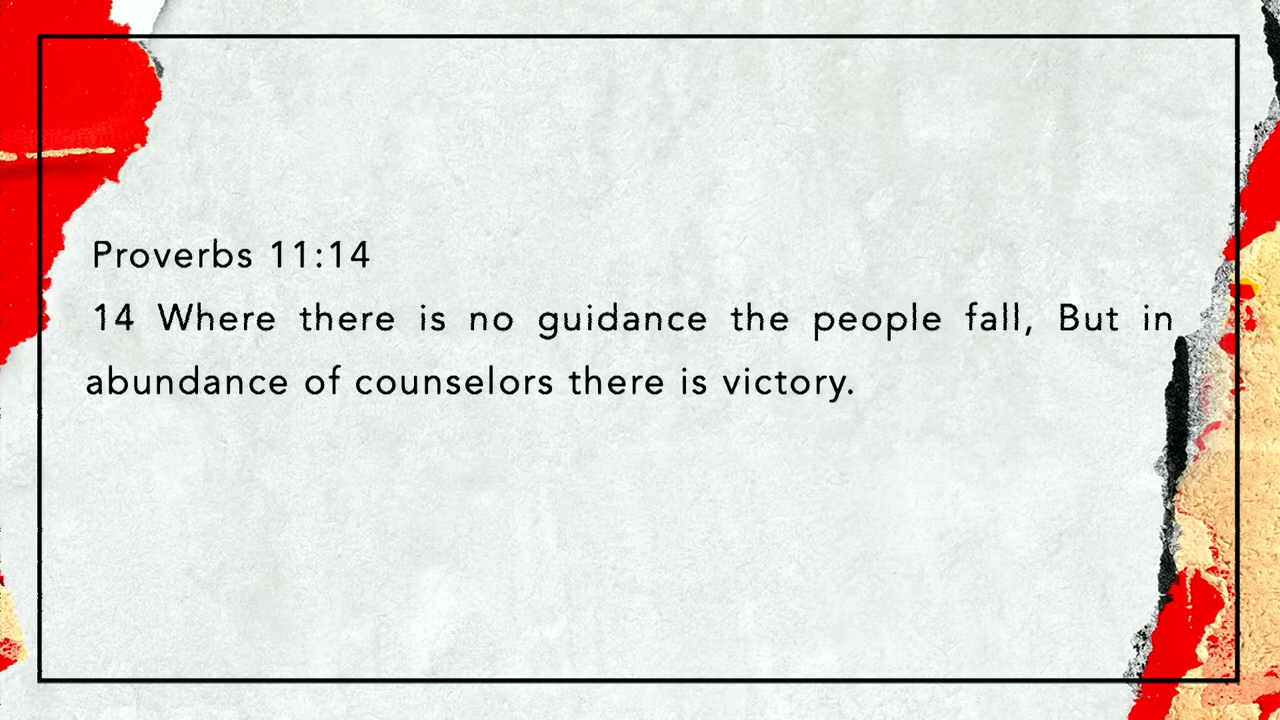 Proverbs 11:14
14 Where there is no guidance the people fall, But in
abundance of counselors there is victory.